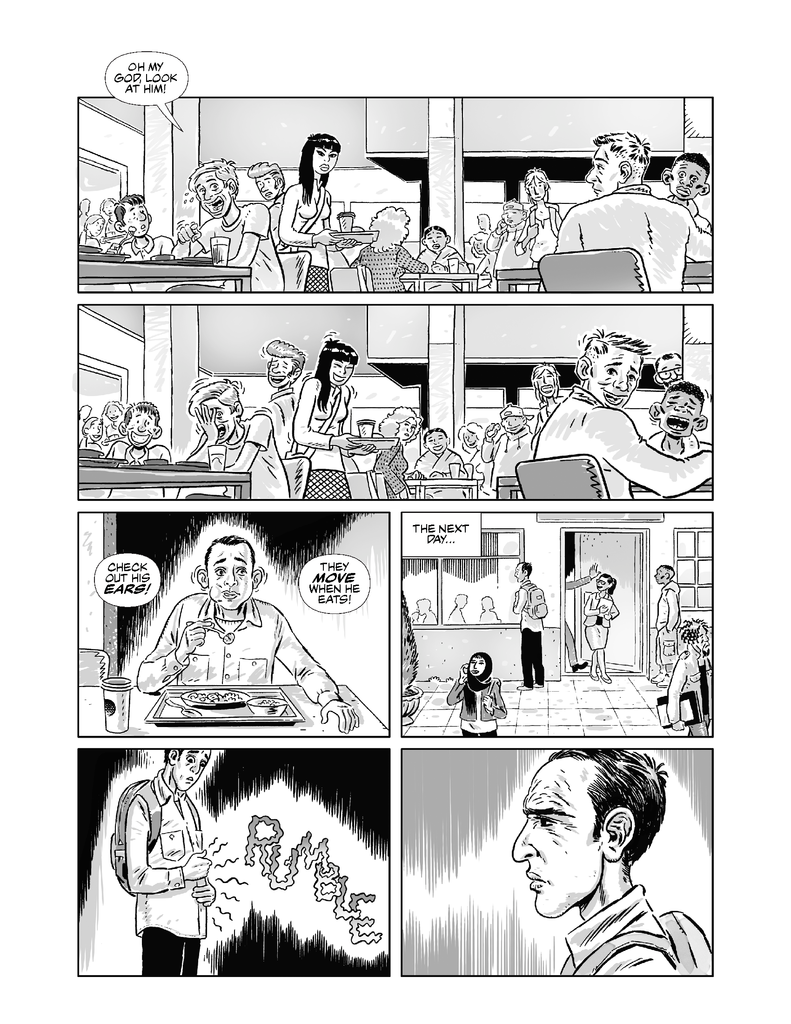 OH MY
GOD, LOOK
AT HIM!
CHECK
OUT HIS
EARS!
THEY
MOVE
WHEN HE
EATS!
THE NEXT
DAY...
RUMBLE